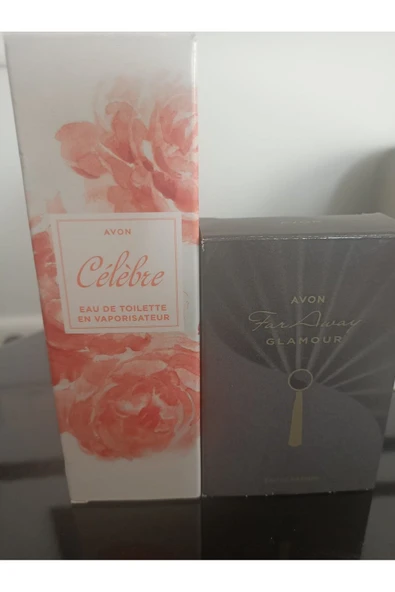 AVON
Célèbre
EAU DE TOILETTE
EN VAPORISATEUR
AVON
Far Away
GLAMOUR